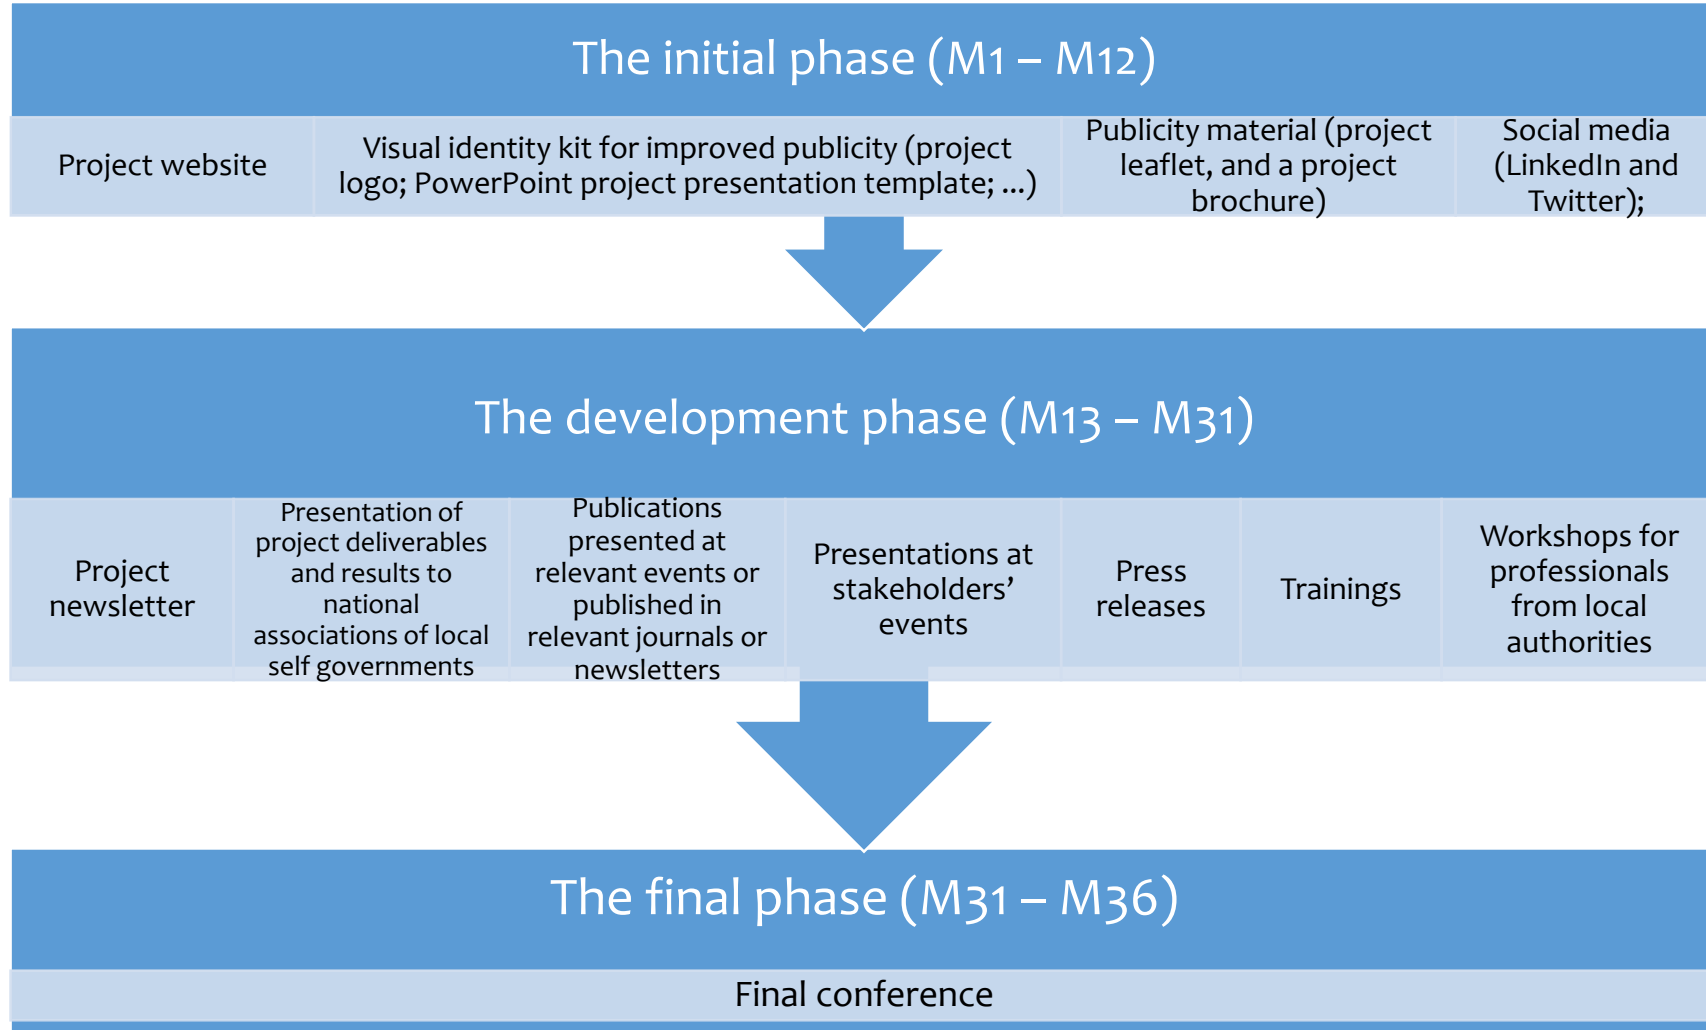 The initial phase (M1 – M12)
Project website
Visual identity kit for improved publicity (project
logo; PowerPoint project presentation template; ...)
Publicity material (project
leaflet, and a project
brochure)
Social media
(LinkedIn and
Twitter);
The development phase (M13 – M31)
Project
newsletter
Presentation of
project deliverables
and results to
national
associations of local
self governments
Publications
presented at
relevant events or
published in
relevant journals or
newsletters
Presentations at
stakeholders’
events
Press
releases
Trainings
Workshops for
professionals
from local
authorities
The final phase (M31 – M36)
Final conference